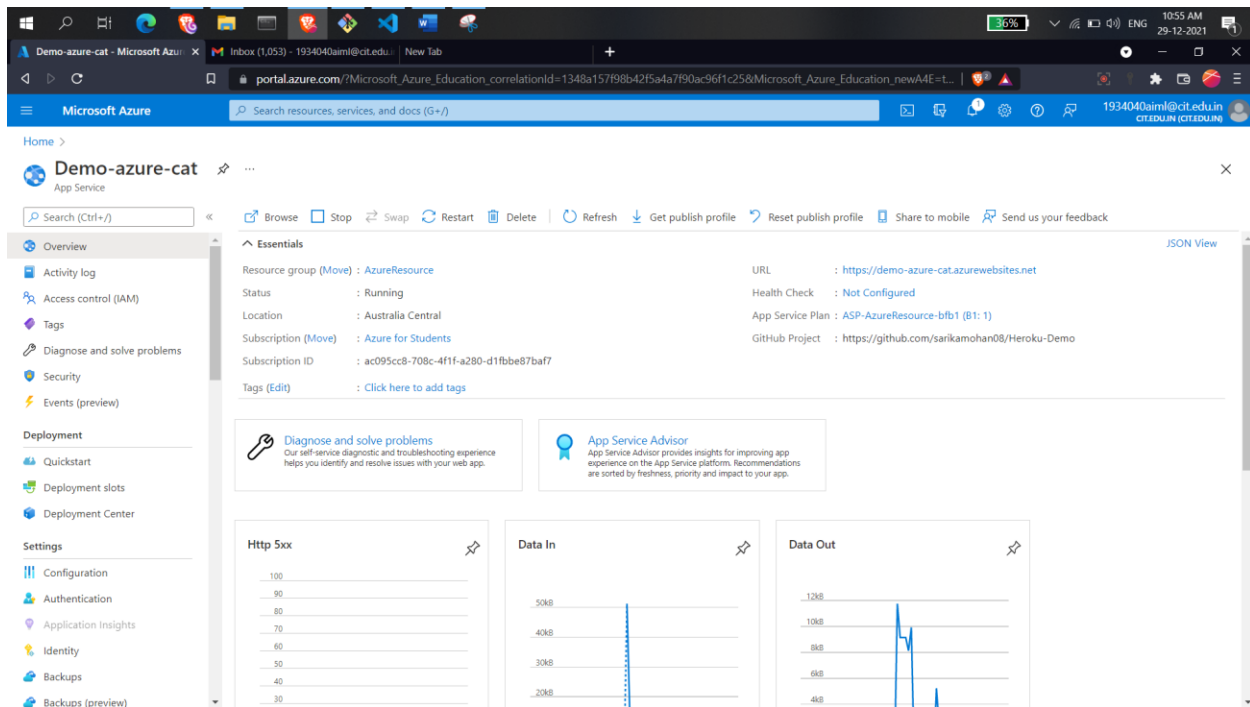 36%
ENG
10:55 AM
29-12-2021
1
Demo-azure-cat - Microsoft Azur
Inbox (1,053) - 1934040aiml@cit.edu.i
New Tab
portal.azure.com/?Microsoft_Azure_Education_correlationId=1348a157f98b42f5a4a7f90ac96f1c25&Microsoft_Azure_Education_newA4E=t...
Microsoft Azure
Search resources, services, and docs (G+/)
1
1934040aiml@cit.edu.in
CIT.EDU.IN (CIT.EDU.IN)
Home >
Demo-azure-cat
App Service
Search (Ctrl+/)
Browse Stop Swap Restart Delete Refresh Get publish profile Reset publish profile Share to mobile Send us your feedback
Overview
Activity log
Access control (IAM)
Tags
Diagnose and solve problems
Security
Events (preview)
Deployment
Quickstart
Deployment slots
Deployment Center
Settings
Configuration
Authentication
Application Insights
Identity
Backups
Backups (preview)
Essentials
JSON View
Resource group (Move) : AzureResource
Status : Running
Location : Australia Central
Subscription (Move) : Azure for Students
Subscription ID : ac095cc8-708c-4f1f-a280-d1fbbe87baf7
Tags (Edit) : Click here to add tags
URL : https://demo-azure-cat.azurewebsites.net
Health Check : Not Configured
App Service Plan : ASP-AzureResource-bfb1 (B1: 1)
GitHub Project : https://github.com/sarikamohan08/Heroku-Demo
Diagnose and solve problems
Our self-service diagnostic and troubleshooting experience
helps you identify and resolve issues with your web app.
App Service Advisor
App Service Advisor provides insights for improving app
experience on the App Service platform. Recommendations
are sorted by freshness, priority and impact to your app.
Http 5xx
100
90
80
70
60
50
40
30
Data In
50kB
40kB
30kB
20kB
Data Out
12kB
10kB
8kB
6kB
4kB